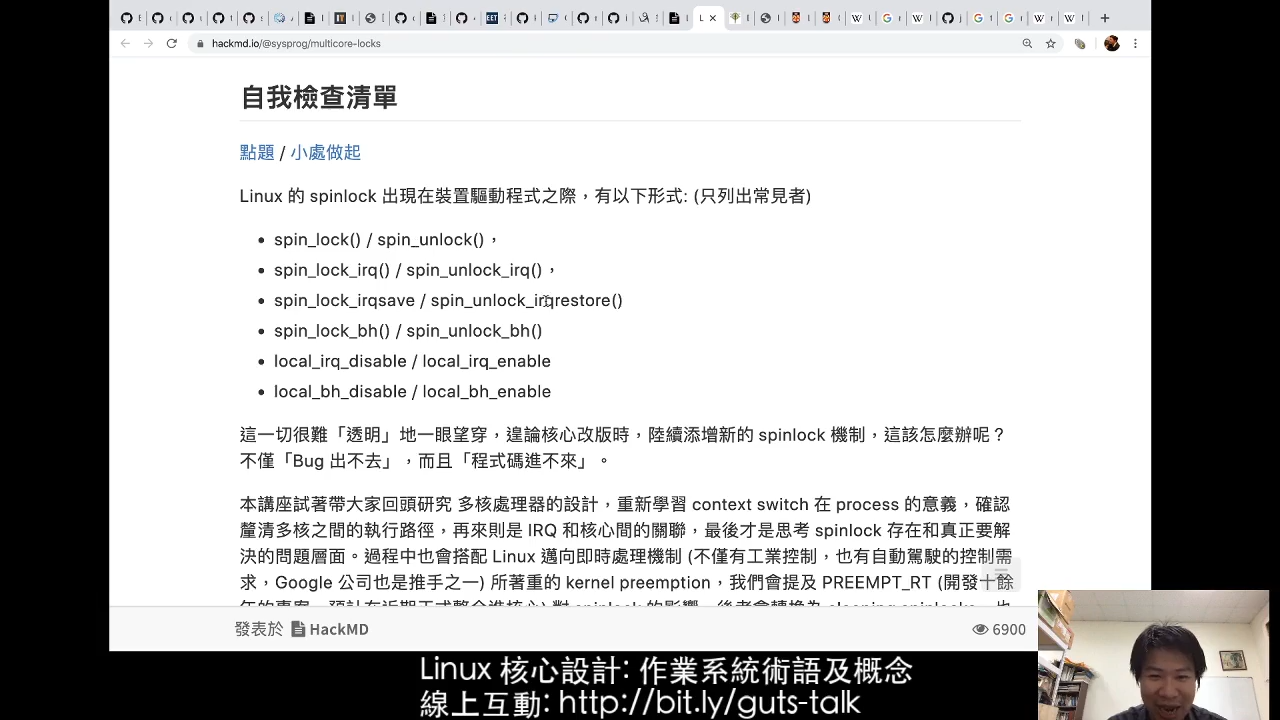 hackmd.io/@sysprog/multicore-locks
自我檢查清單
點題 / 小處做起
Linux 的 spinlock 出現在裝置驅動程式之際，有以下形式: (只列出常見者)
• spin_lock() / spin_unlock()，
• spin_lock_irq() / spin_unlock_irq()，
• spin_lock_irqsave / spin_unlock_irqrestore()
• spin_lock_bh() / spin_unlock_bh()
• local_irq_disable / local_irq_enable
• local_bh_disable / local_bh_enable
這一切很難「透明」地一眼望穿，遑論核心改版時，陸續添增新的 spinlock 機制，這該怎麼辦呢？
不僅「Bug 出不去」，而且「程式碼進不來」。
本講座試著帶大家回頭研究 多核處理器的設計，重新學習 context switch 在 process 的意義，確認
釐清多核之間的執行路徑，再來則是 IRQ 和核心間的關聯，最後才是思考 spinlock 存在和真正要解
決的問題層面。過程中也會搭配 Linux 邁向即時處理機制 (不僅有工業控制，也有自動駕駛的控制需
求，Google 公司也是推手之一) 所著重的 kernel preemption，我們會提及 PREEMPT_RT (開發十餘
發表於 HackMD
6900
Linux 核心設計: 作業系統術語及概念
線上互動: http://bit.ly/guts-talk